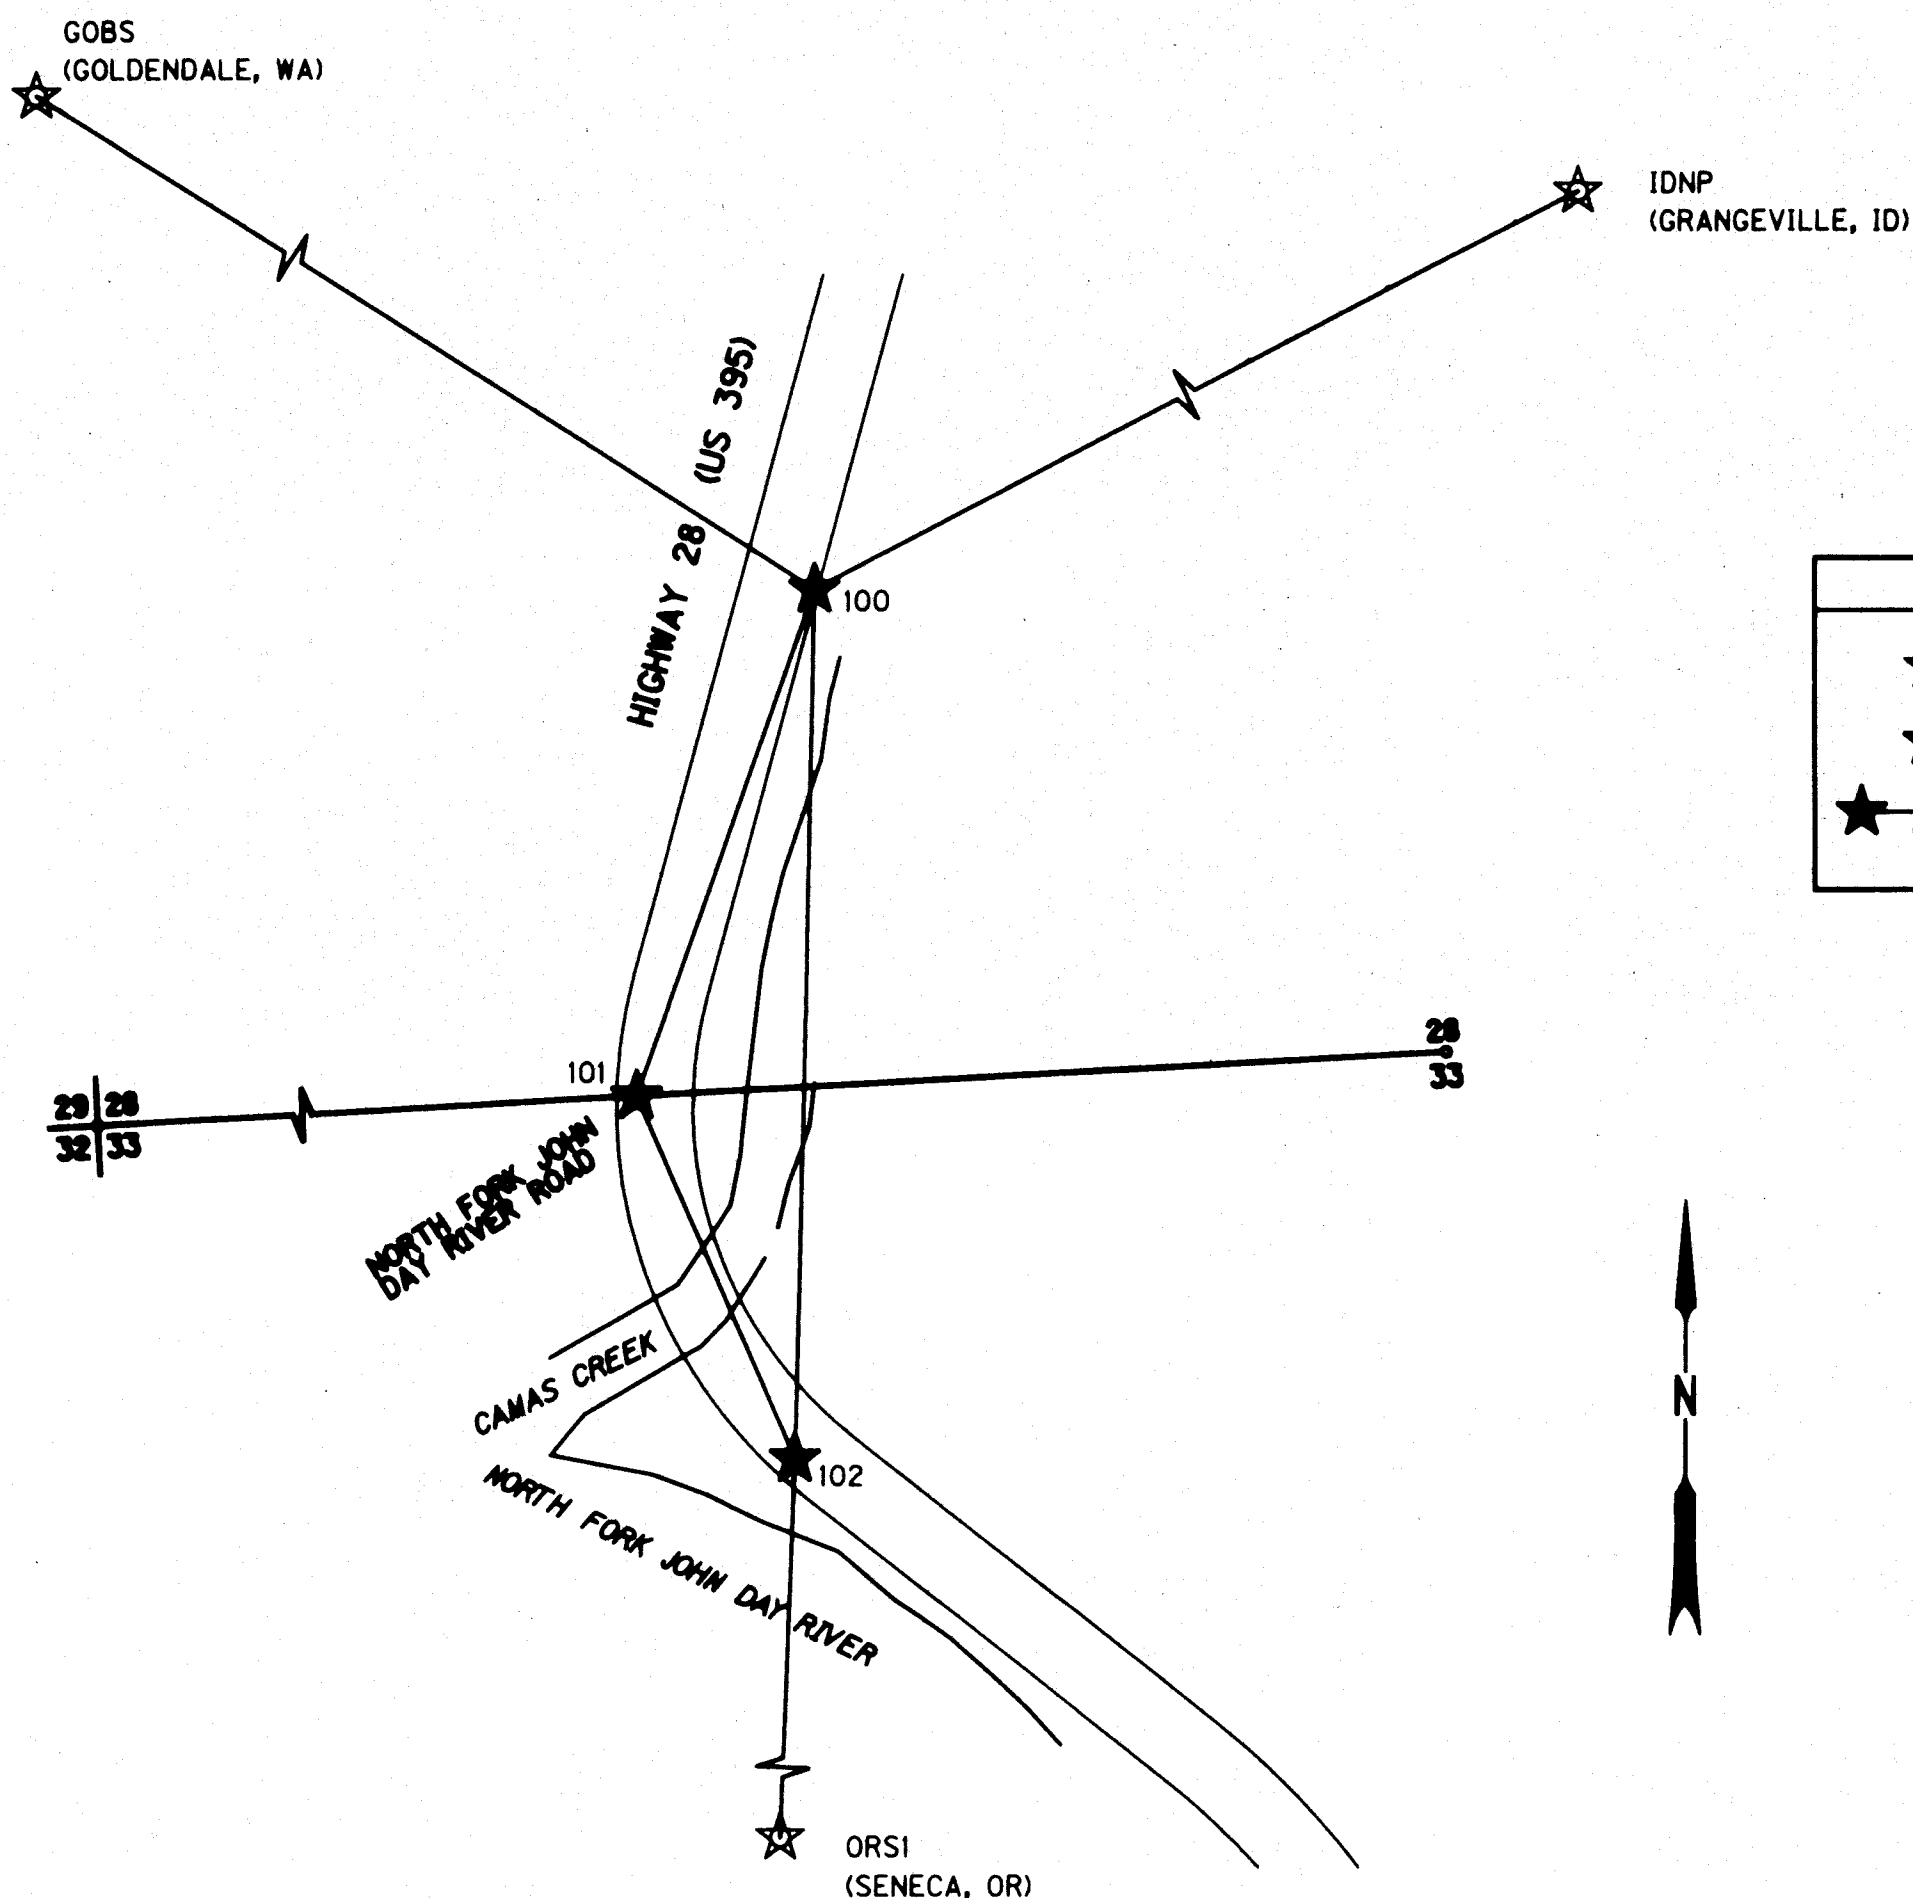 GOBS
(GOLDENDALE, WA)
IDNP
(GRANGEVILLE, ID)
HIGHWAY 28 (US 395)
100
28
33
101
29 28
32 33
NORTH FORK JOHN
DAY RIVER ROAD
CAMAS CREEK
N
102
NORTH FORK JOHN DAY RIVER
ORS1
(SENECA, OR)